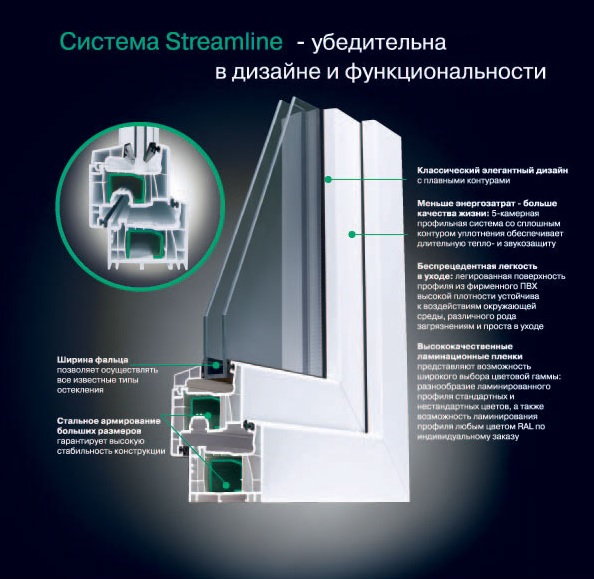 Система Streamline - убедительна
в дизайне и функциональности
Классический элегантный дизайн
с плавными контурами
Меньше энергозатрат - больше
качества жизни: 5-камерная
профильная система со сплошным
контуром уплотнения обеспечивает
длительную тепло- и звукозащиту
Беспрецедентная легкость
в уходе: легированная поверхность
профиля из фирменного ПВХ
высокой плотности устойчива
к воздействиям окружающей
среды, различного рода
загрязнениям и проста в уходе
Высококачественные
ламинационные пленки
представляют возможность
широкого выбора цветовой гаммы:
разнообразие ламинированного
профиля стандартных и
нестандартных цветов, а также
возможность ламинирования
профиля любым цветом RAL по
индивидуальному заказу
Ширина фальца
позволяет осуществлять
все известные типы
остекления
Стальное армирование
больших размеров
гарантирует высокую
стабильность конструкции